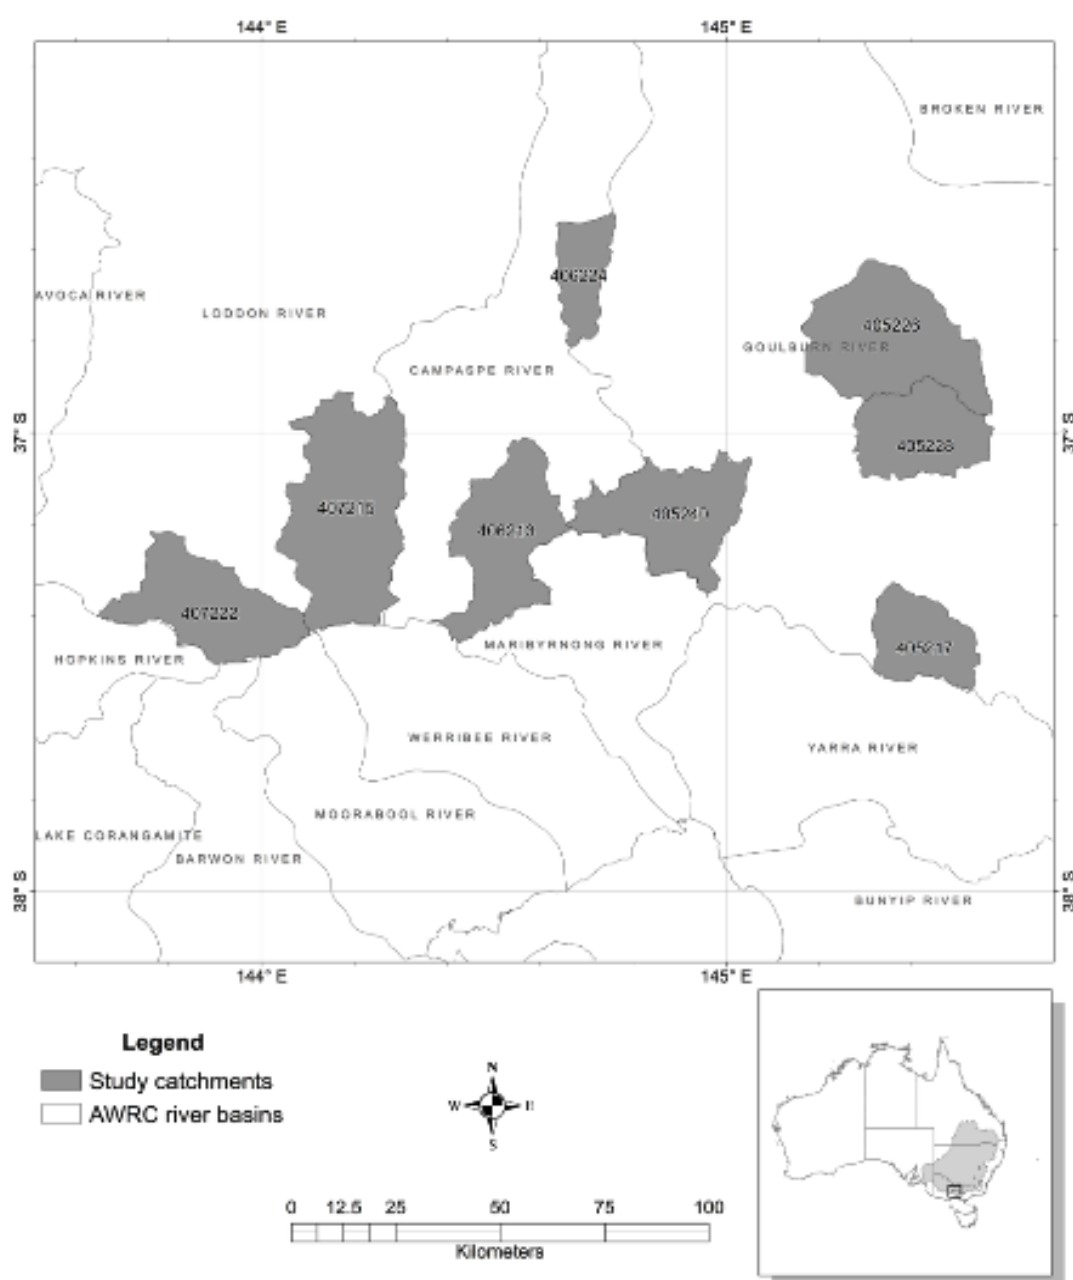 144° E 145° E
BROKEN RIVER
406224
AVOCA RIVER
LODDON RIVER
405226
GOULBURN RIVER
CAMPASPE RIVER
37° S 37° S
405228
407215
405240
406213
407222
MARIBYRNONG RIVER
405217
HOPKINS RIVER
WERRIBEE RIVER
YARRA RIVER
MOORABOOL RIVER
LAKE CORANGAMITE
BARWON RIVER
38° S 38° S
BUNYIP RIVER
144° E 145° E
Legend
Study catchments
AWRC river basins
N
W E
S
0 12.5 25 50 75 100
Kilometers